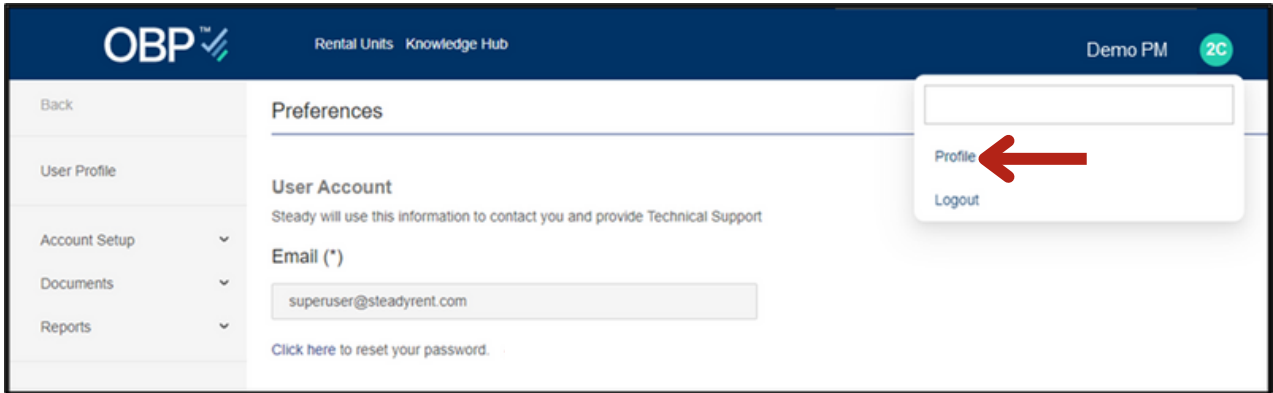 OBP™
Rental Units Knowledge Hub
Demo PM
2C
Back
Preferences
Profile
User Profile
User Account
Logout
Steady will use this information to contact you and provide Technical Support
Account Setup
Email (*)
Documents
superuser@steadyrent.com
Reports
Click here to reset your password.